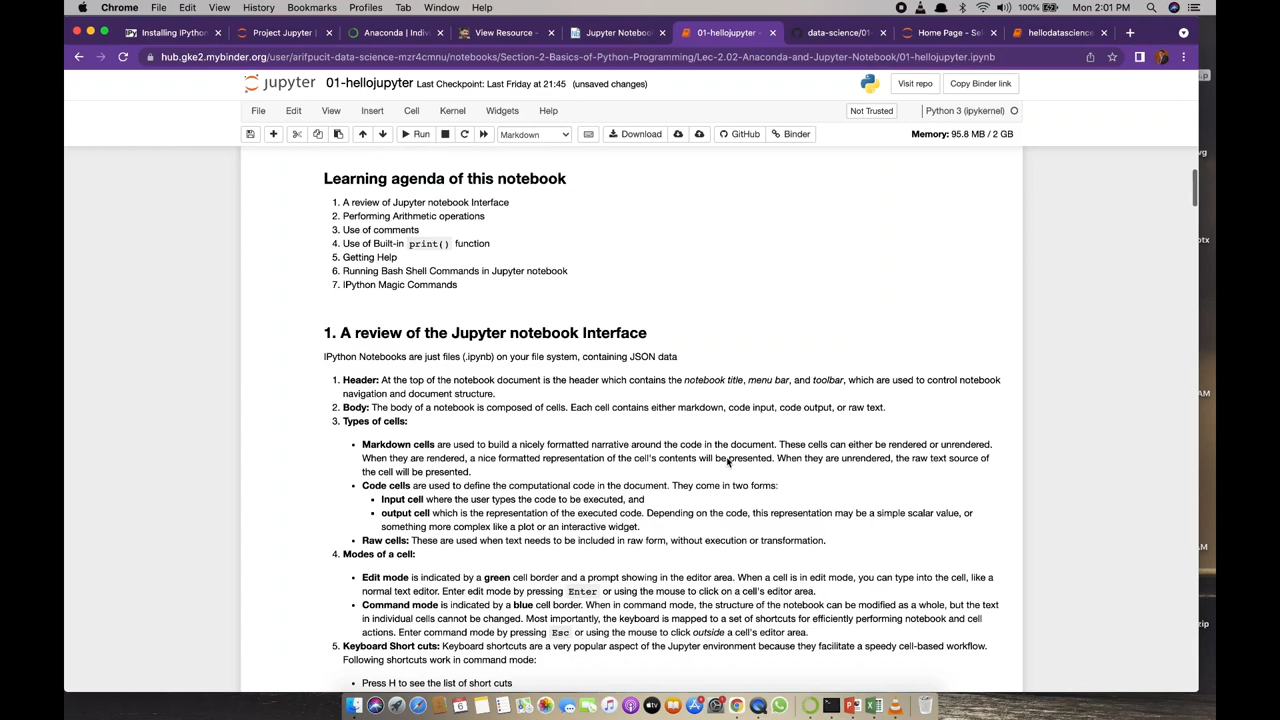 Chrome File Edit View History Bookmarks Profiles Tab Window Help 100% Mon 2:01 PM
Installing IPython Project Jupyter | Anaconda | Indivi View Resource - Jupyter Notebo 01-hellojupyter data-science/01 Home Page - Sel hellodatascience
hub.gke2.mybinder.org/user/arifpucit-data-science-mz4cmnu/notebooks/Section-2-Basics-of-Python-Programming/Lec-2.02-Anaconda-and-Jupyter-Notebook/01-hellojupyter.ipynb
jupyter 01-hellojupyter Last Checkpoint: Last Friday at 21:45 (unsaved changes) Visit repo Copy Binder link
File Edit View Insert Cell Kernel Widgets Help Not Trusted Python 3 (ipykernel)
Run Markdown Download GitHub Binder Memory: 95.8 MB / 2 GB
Learning agenda of this notebook
1. A review of Jupyter notebook Interface
2. Performing Arithmetic operations
3. Use of comments
4. Use of Built-in print() function
5. Getting Help
6. Running Bash Shell Commands in Jupyter notebook
7. IPython Magic Commands
1. A review of the Jupyter notebook Interface
IPython Notebooks are just files (.ipynb) on your file system, containing JSON data
1. Header: At the top of the notebook document is the header which contains the notebook title, menu bar, and toolbar, which are used to control notebook
navigation and document structure.
2. Body: The body of a notebook is composed of cells. Each cell contains either markdown, code input, code output, or raw text.
3. Types of cells:
• Markdown cells are used to build a nicely formatted narrative around the code in the document. These cells can either be rendered or unrendered.
When they are rendered, a nice formatted representation of the cell's contents will be presented. When they are unrendered, the raw text source of
the cell will be presented.
• Code cells are used to define the computational code in the document. They come in two forms:
▪ Input cell where the user types the code to be executed, and
▪ output cell which is the representation of the executed code. Depending on the code, this representation may be a simple scalar value, or
something more complex like a plot or an interactive widget.
• Raw cells: These are used when text needs to be included in raw form, without execution or transformation.
4. Modes of a cell:
• Edit mode is indicated by a green cell border and a prompt showing in the editor area. When a cell is in edit mode, you can type into the cell, like a
normal text editor. Enter edit mode by pressing Enter or using the mouse to click on a cell's editor area.
• Command mode is indicated by a blue cell border. When in command mode, the structure of the notebook can be modified as a whole, but the text
in individual cells cannot be changed. Most importantly, the keyboard is mapped to a set of shortcuts for efficiently performing notebook and cell
actions. Enter command mode by pressing Esc or using the mouse to click outside a cell's editor area.
5. Keyboard Short cuts: Keyboard shortcuts are a very popular aspect of the Jupyter environment because they facilitate a speedy cell-based workflow.
Following shortcuts work in command mode:
• Press H to see the list of short cuts